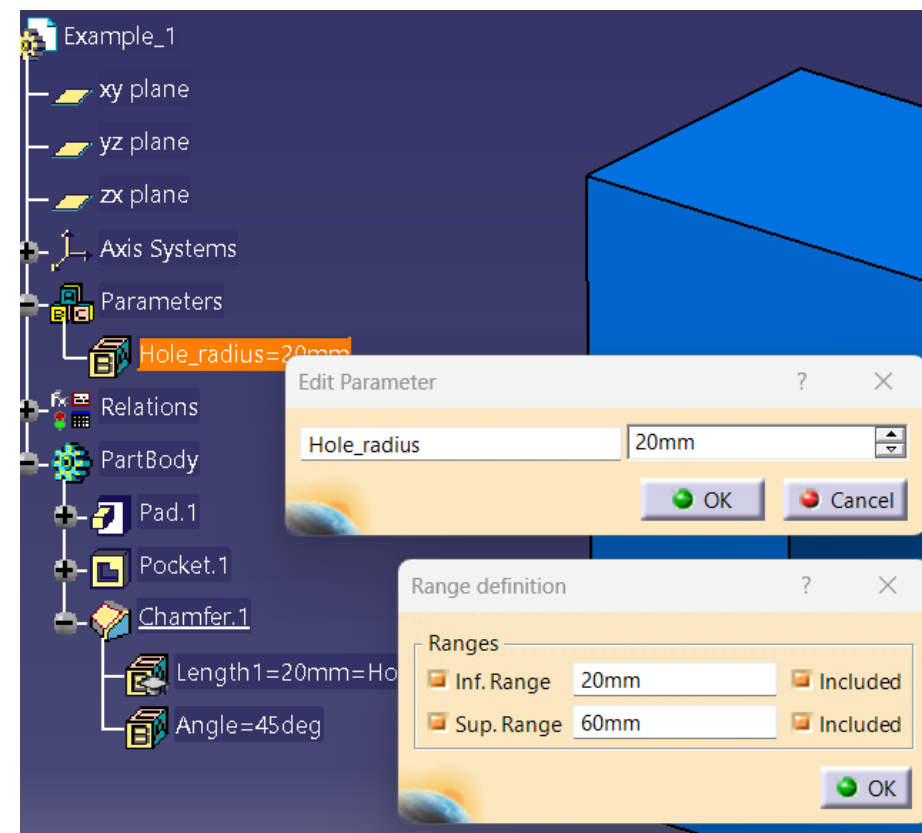 Example_1
xy plane
yz plane
zx plane
Axis Systems
Parameters
Hole_radius=20mm
Relations
PartBody
Pad.1
Pocket.1
Chamfer.1
Length1=20mm=Ho
Angle=45deg
Edit Parameter ? ×
Hole_radius 20mm
OK Cancel
Range definition ? ×
Ranges
Inf. Range 20mm Included
Sup. Range 60mm Included
OK